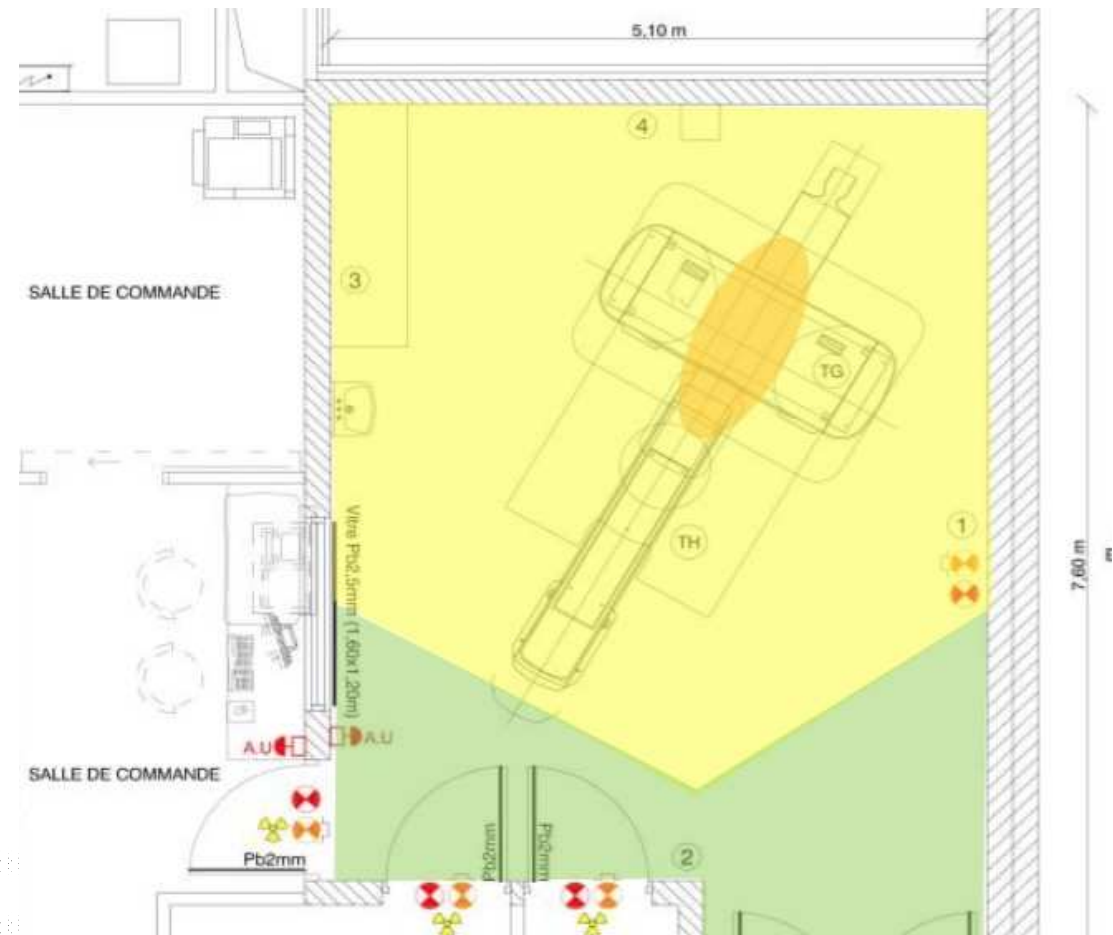 5,10 m
4
SALLE DE COMMANDE
3
TG
1
Vitre Pb2,5mm (1,60x1,20m)
TH
7,60 m
m
A.U
A.U
SALLE DE COMMANDE
Pb2mm
Pb2mm
Pb2mm
2